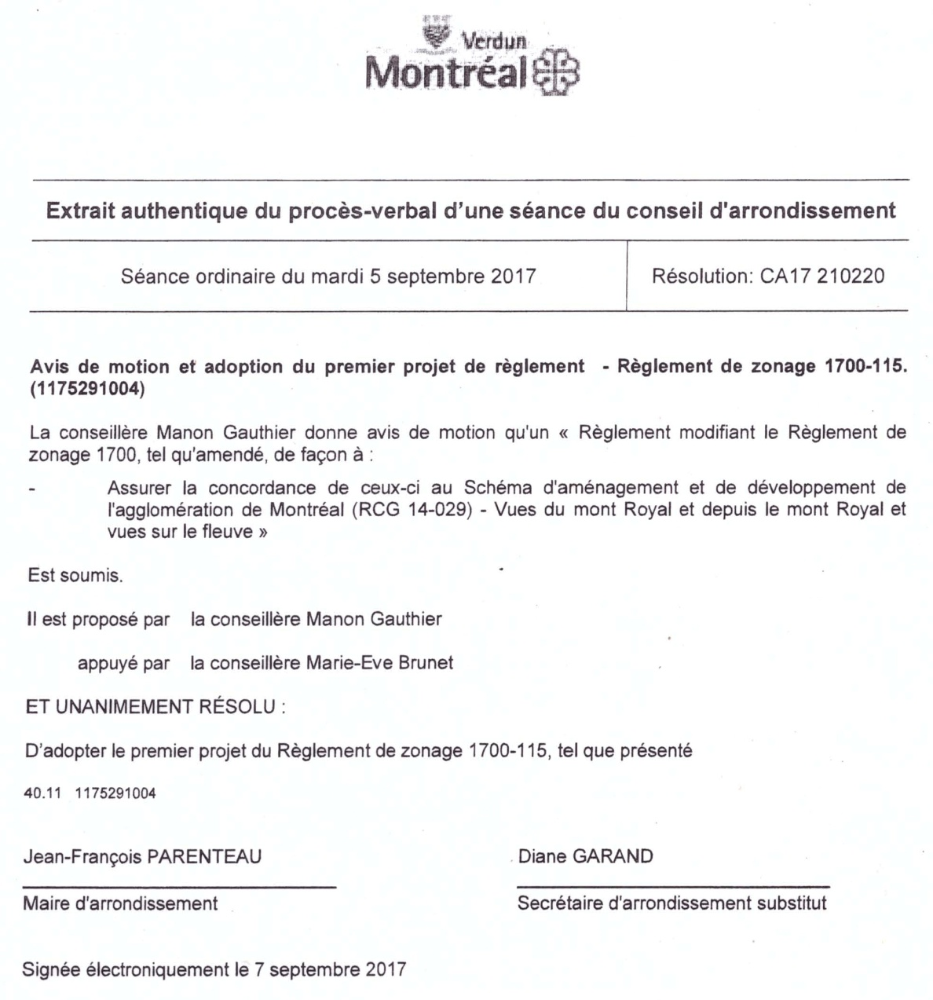 Verdun
Montréal
Extrait authentique du procès-verbal d'une séance du conseil d'arrondissement
Séance ordinaire du mardi 5 septembre 2017
Résolution: CA17 210220
Avis de motion et adoption du premier projet de règlement - Règlement de zonage 1700-115.
(1175291004)
La conseillère Manon Gauthier donne avis de motion qu'un « Règlement modifiant le Règlement de
zonage 1700, tel qu'amendé, de façon à :
- Assurer la concordance de ceux-ci au Schéma d'aménagement et de développement de
l'agglomération de Montréal (RCG 14-029) - Vues du mont Royal et depuis le mont Royal et
vues sur le fleuve »
Est soumis.
Il est proposé par la conseillère Manon Gauthier
appuyé par la conseillère Marie-Eve Brunet
ET UNANIMEMENT RÉSOLU :
D'adopter le premier projet du Règlement de zonage 1700-115, tel que présenté
40.11 1175291004
Jean-François PARENTEAU
Diane GARAND
Maire d'arrondissement
Secrétaire d'arrondissement substitut
Signée électroniquement le 7 septembre 2017